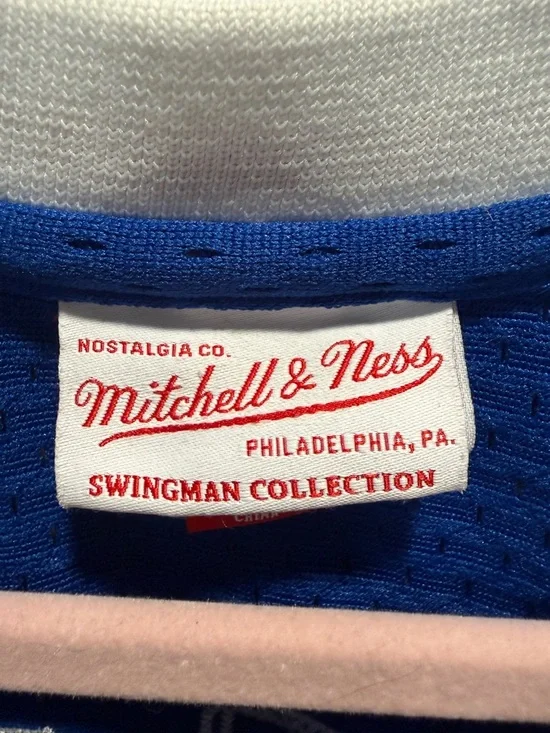 NOSTALGIA CO.
Mitchell & Ness
PHILADELPHIA, PA.
SWINGMAN COLLECTION